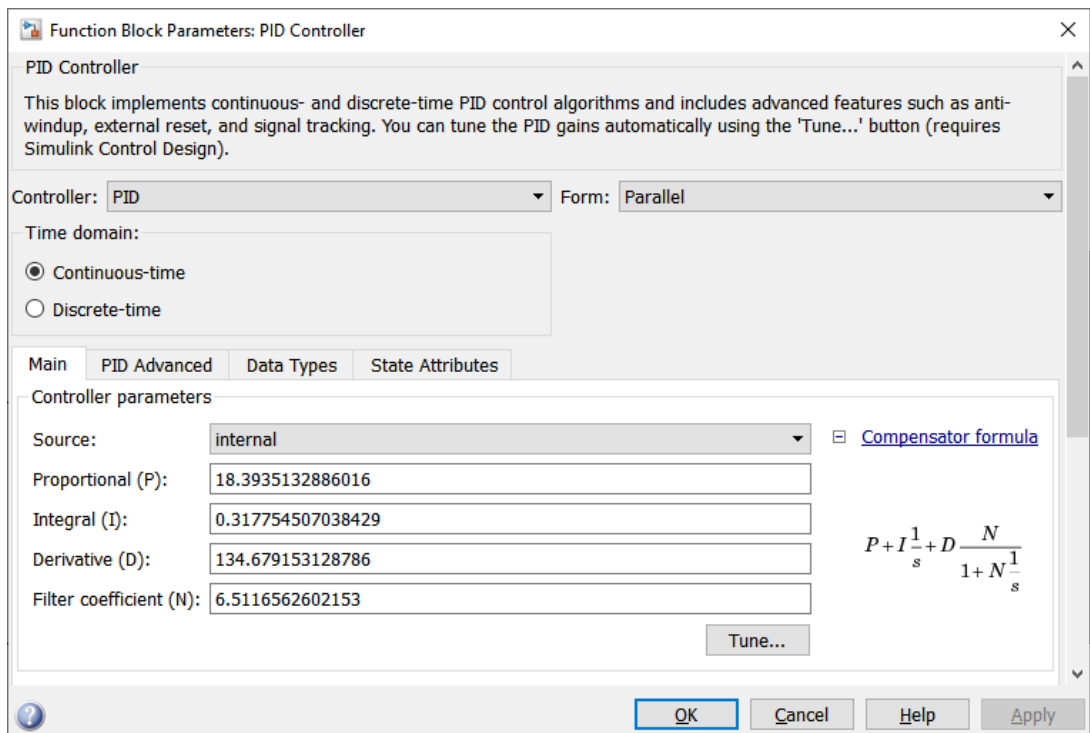 Function Block Parameters: PID Controller
PID Controller
This block implements continuous- and discrete-time PID control algorithms and includes advanced features such as anti-
windup, external reset, and signal tracking. You can tune the PID gains automatically using the 'Tune...' button (requires
Simulink Control Design).
Controller: PID Form: Parallel
Time domain:
Continuous-time
Discrete-time
Main PID Advanced Data Types State Attributes
Controller parameters
Source: internal Compensator formula
Proportional (P): 18.3935132886016
Integral (I): 0.317754507038429
Derivative (D): 134.679153128786
Filter coefficient (N): 6.5116562602153
P + I 1/s + D N/(1 + N 1/s)
Tune...
? OK Cancel Help Apply